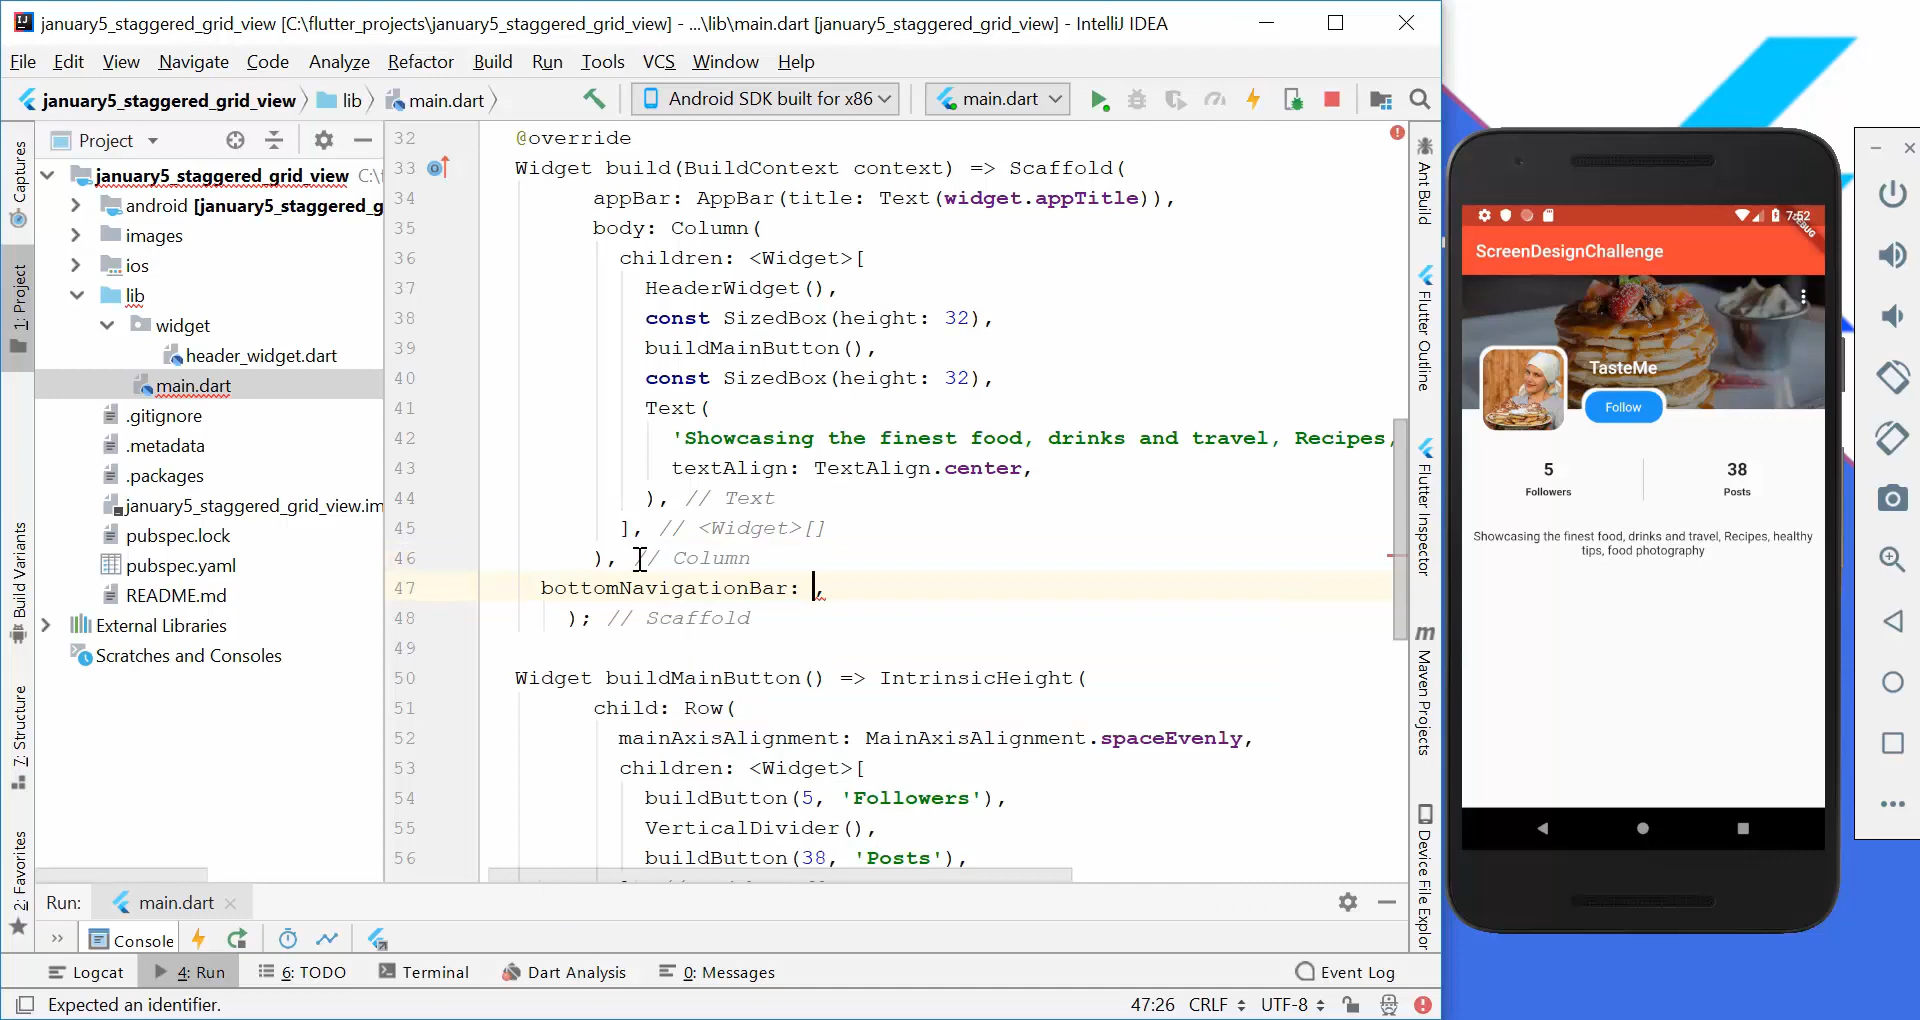 january5_staggered_grid_view [C:\flutter_projects\january5_staggered_grid_view] - ...\lib\main.dart [january5_staggered_grid_view] - IntelliJ IDEA
File Edit View Navigate Code Analyze Refactor Build Run Tools VCS Window Help
january5_staggered_grid_view lib main.dart Android SDK built for x86 main.dart
Project
january5_staggered_grid_view C:\
android [january5_staggered_g
images
ios
lib
widget
header_widget.dart
main.dart
.gitignore
.metadata
.packages
january5_staggered_grid_view.im
pubspec.lock
pubspec.yaml
README.md
External Libraries
Scratches and Consoles
Captures
1: Project
Build Variants
7: Structure
2: Favorites
32 @override
33 Widget build(BuildContext context) => Scaffold(
34 appBar: AppBar(title: Text(widget.appTitle)),
35 body: Column(
36 children: <Widget>[
37 HeaderWidget(),
38 const SizedBox(height: 32),
39 buildMainButton(),
40 const SizedBox(height: 32),
41 Text(
42 'Showcasing the finest food, drinks and travel, Recipes,
43 textAlign: TextAlign.center,
44 ), // Text
45 ], // <Widget>[]
46 ), // Column
47 bottomNavigationBar: ,
48 ); // Scaffold
49
50 Widget buildMainButton() => IntrinsicHeight(
51 child: Row(
52 mainAxisAlignment: MainAxisAlignment.spaceEvenly,
53 children: <Widget>[
54 buildButton(5, 'Followers'),
55 VerticalDivider(),
56 buildButton(38, 'Posts'),
Ant Build
Flutter Outline
Flutter Inspector
m Maven Projects
Device File Explor
Run: main.dart
Console
Logcat 4: Run 6: TODO Terminal Dart Analysis 0: Messages Event Log
Expected an identifier. 47:26 CRLF UTF-8
7:52
DEBUG
ScreenDesignChallenge
TasteMe
Follow
5 38
Followers Posts
Showcasing the finest food, drinks and travel, Recipes, healthy
tips, food photography